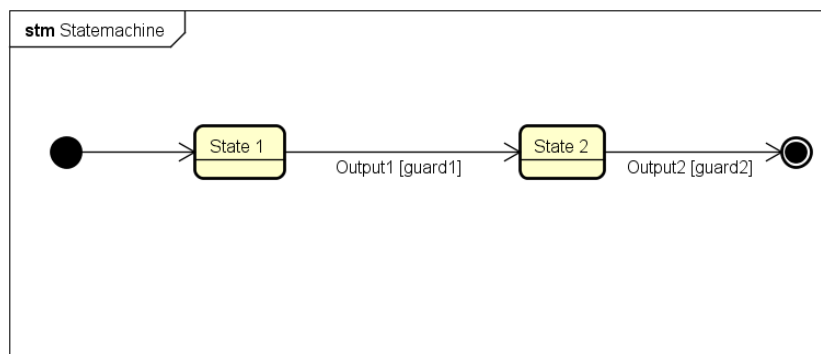 stm Statemachine
State 1
State 2
Output1 [guard1]
Output2 [guard2]